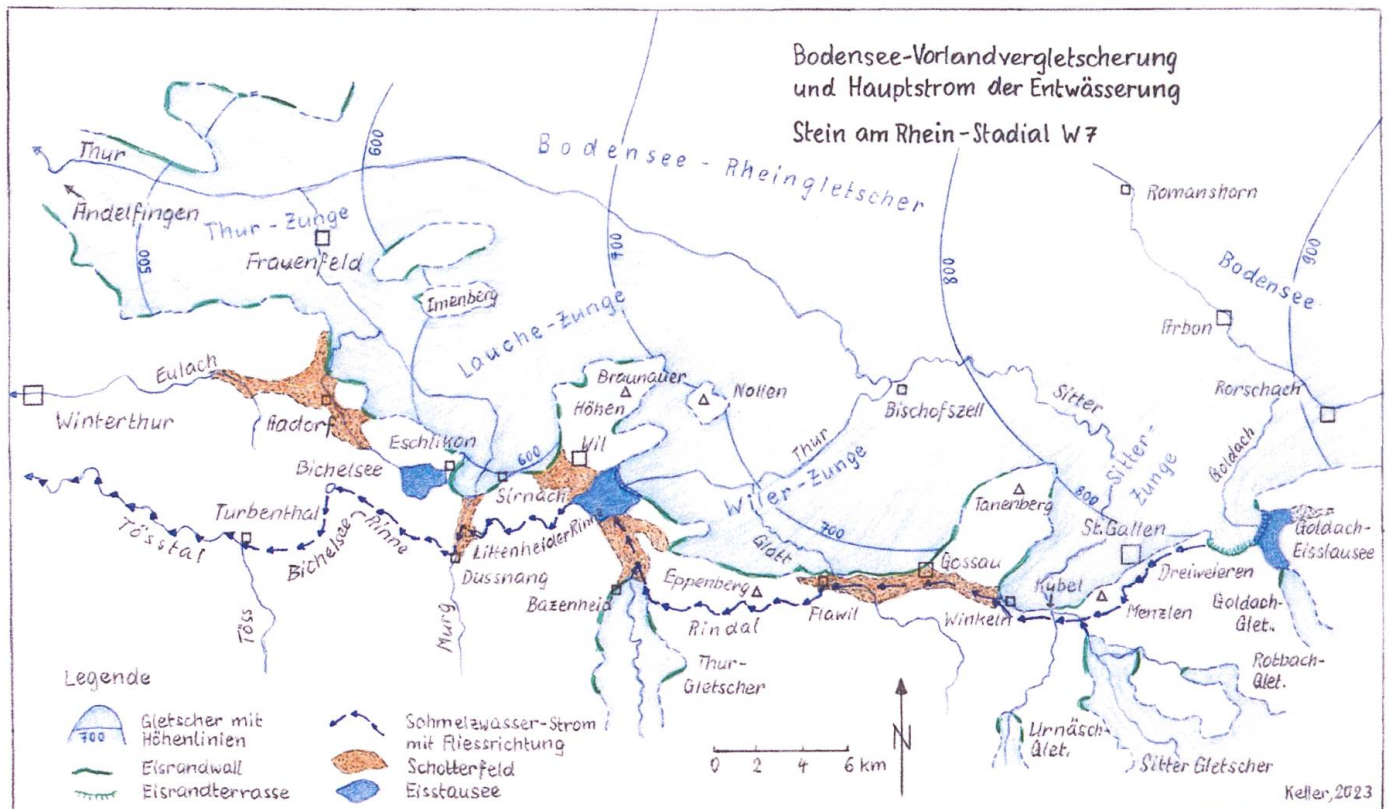 Bodensee-Vorlandvergletscherung
und Hauptstrom der Entwässerung
Stein am Rhein-Stadial W7
Thur
600
Bodensee-Rheingletscher
Romanshorn
Andelfingen
Thur-Zunge
500
Frauenfeld
700
800
900
Bodensee
Imenberg
Lauche-Zunge
Arbon
Eulach
Braunauer
Höhen
Nollen
Bischofszell
Sitter
Rorschach
Winterthur
Aadorf
Eschlikon
600
Wil
Thur
Sitter-
Zunge
Goldach
Bichelsee
Sirnach
Wiler-Zunge
Tanenberg
800
Turbenthal
Littenheider Rinne
700
St.Gallen
Goldach-
Eisstausee
Tösstal
Bichelsee-Rinne
Glatt
Gossau
Dussnang
Eppenberg
Kubel
Dreiweieren
Bazenheid
Flawil
Winkeln
Menzlen
Goldach-
Glet.
Töss
Murg
Rindal
Thur-
Gletscher
Rotbach-
Glet.
Urnäsch-
Glet.
Sitter Gletscher
Legende
700
Gletscher mit
Höhenlinien
Eisrandwall
Eisrandterrasse
Schmelzwasser-Strom
mit Fliessrichtung
Schotterfeld
Eisstausee
0 2 4 6 km
N
Keller, 2023